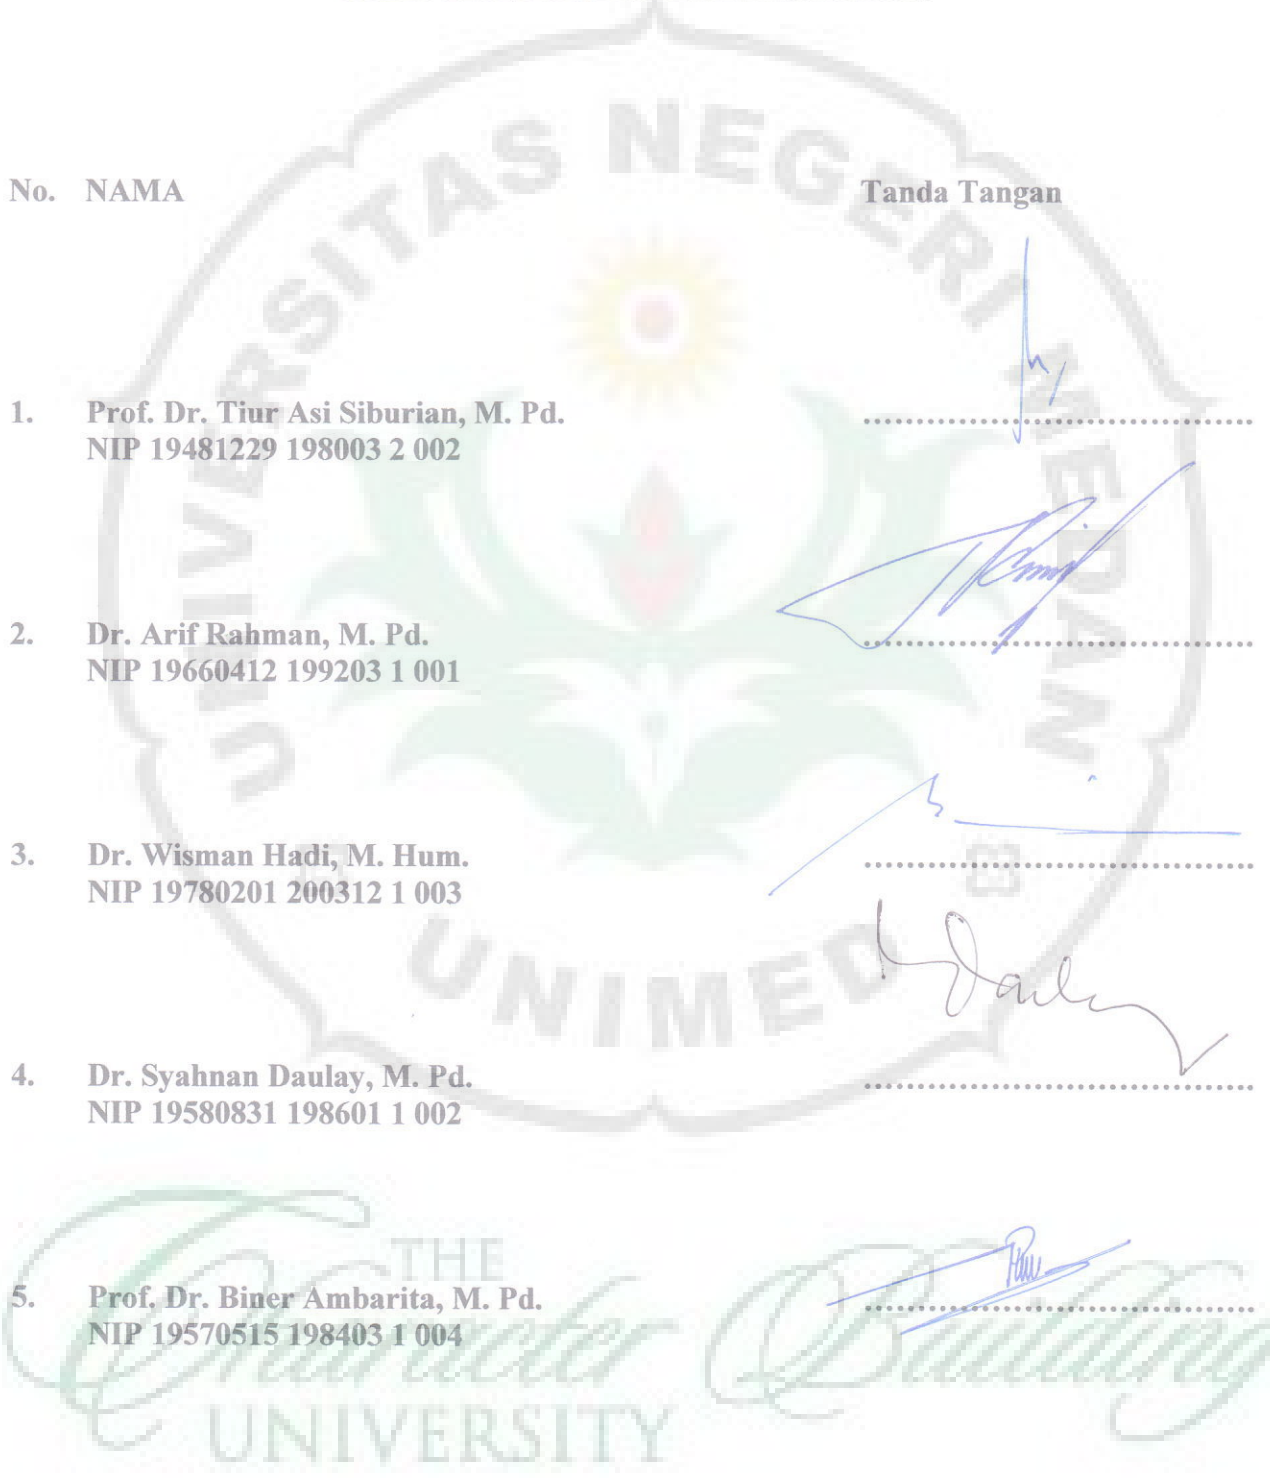 No. NAMA Tanda Tangan
1. Prof. Dr. Tiur Asi Siburian, M. Pd. ........................................
NIP 19481229 198003 2 002
2. Dr. Arif Rahman, M. Pd. ........................................
NIP 19660412 199203 1 001
3. Dr. Wisman Hadi, M. Hum. ........................................
NIP 19780201 200312 1 003
4. Dr. Syahnan Daulay, M. Pd. ........................................
NIP 19580831 198601 1 002
5. Prof. Dr. Biner Ambarita, M. Pd. ........................................
NIP 19570515 198403 1 004
UNIVERSITAS NEGERI MEDAN
UNIMED
THE
Character Building
UNIVERSITY